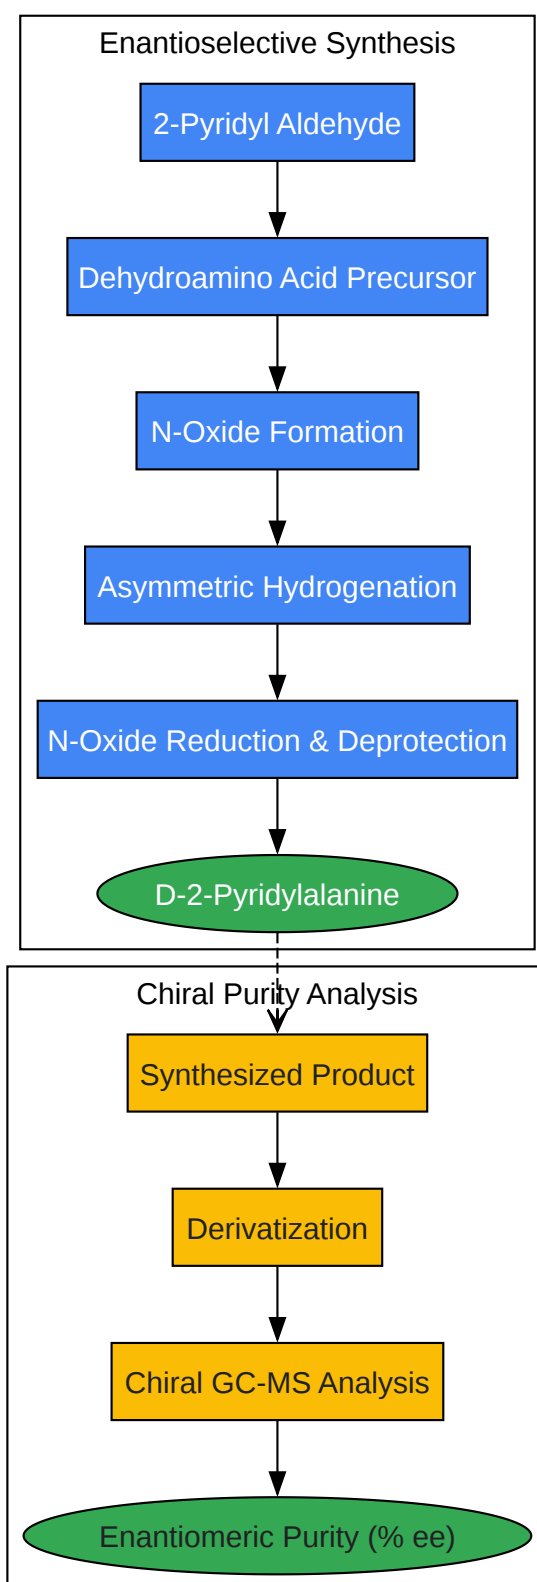 Enantioselective Synthesis
2-Pyridyl Aldehyde
Dehydroamino Acid Precursor
N-Oxide Formation
Asymmetric Hydrogenation
N-Oxide Reduction & Deprotection
D-2-Pyridylalanine
Chiral Purity Analysis
Synthesized Product
Derivatization
Chiral GC-MS Analysis
Enantiomeric Purity (% ee)